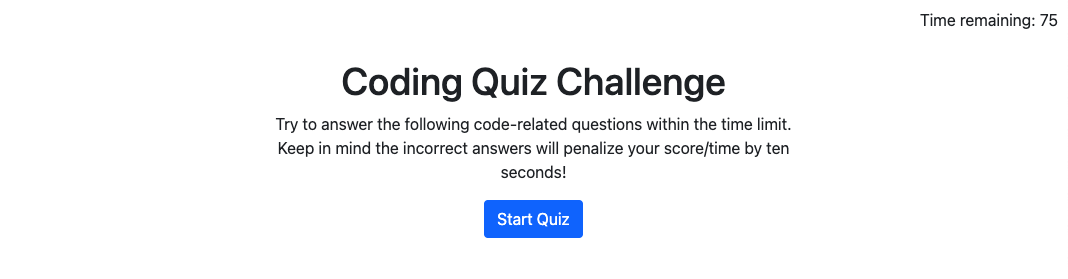 Time remaining: 75
Coding Quiz Challenge
Try to answer the following code-related questions within the time limit.
Keep in mind the incorrect answers will penalize your score/time by ten
seconds!
Start Quiz